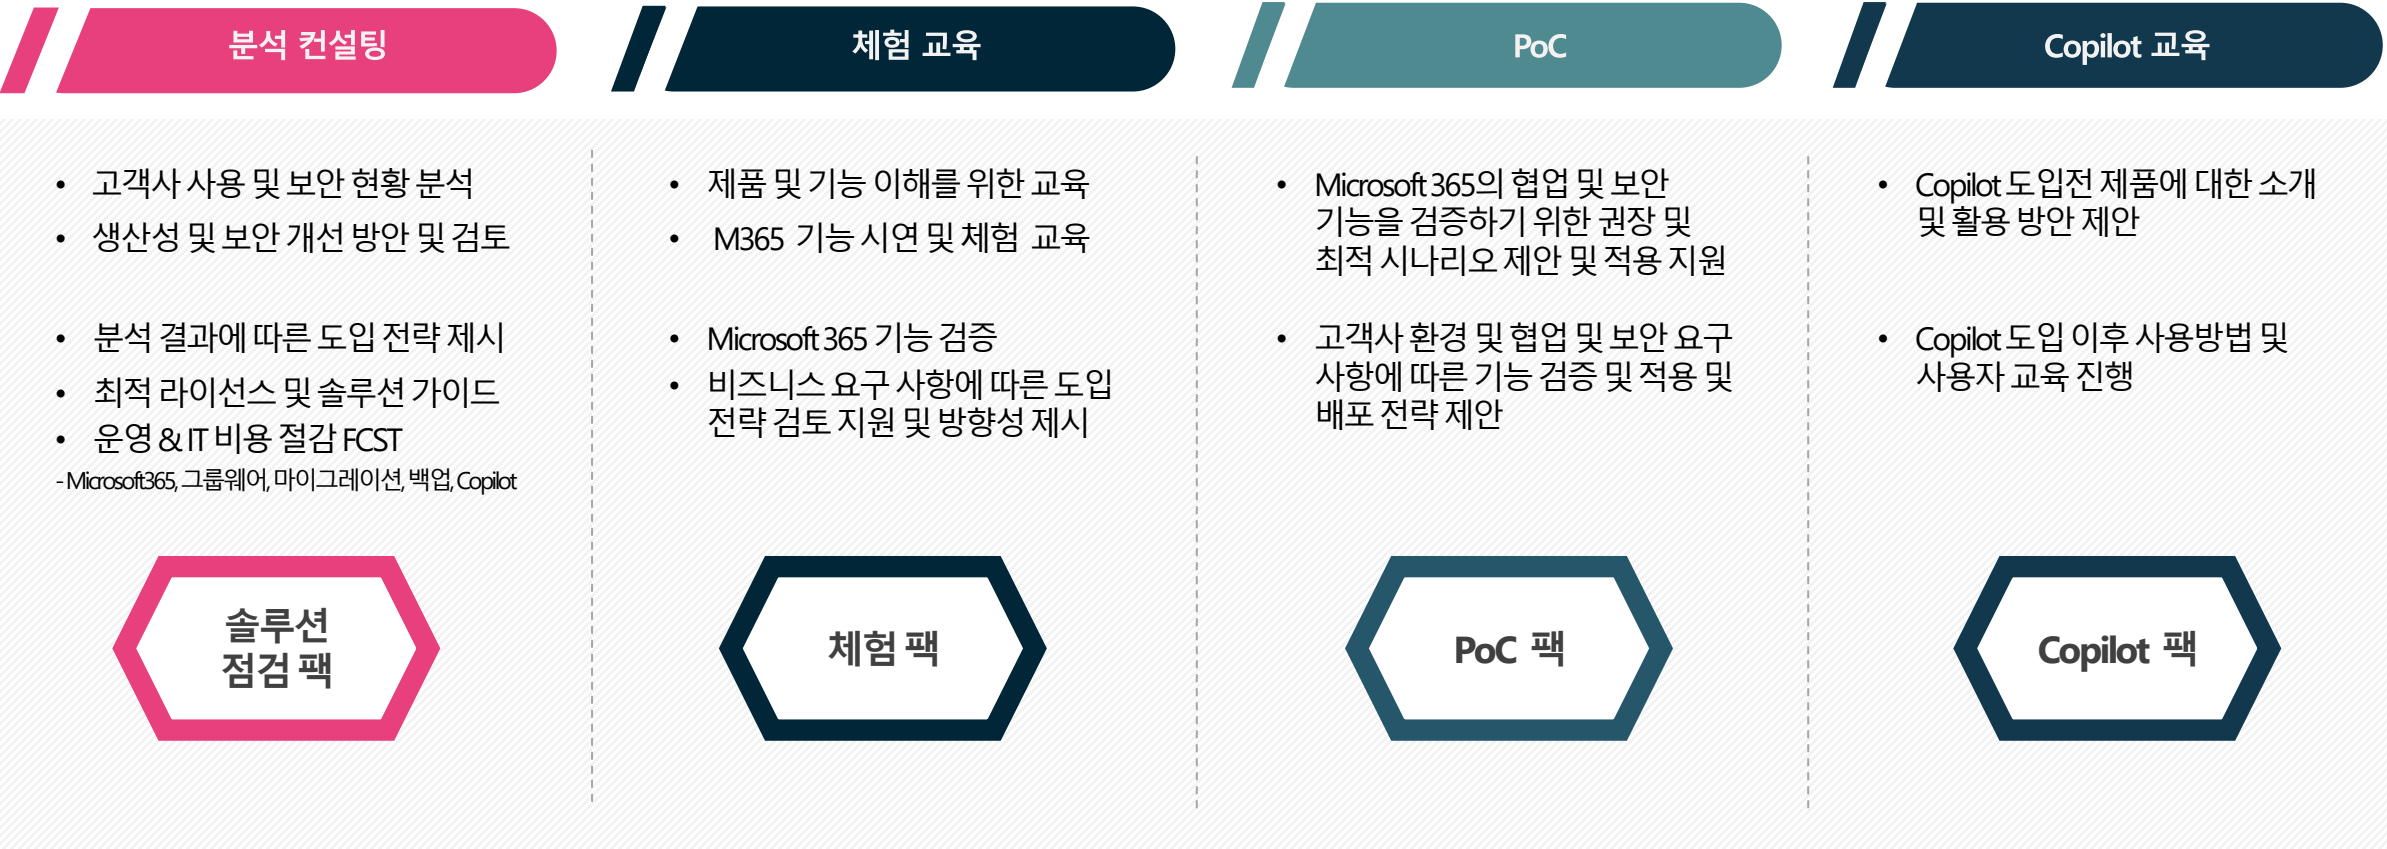 분석 컨설팅
• 고객사 사용 및 보안 현황 분석
• 생산성 및 보안 개선 방안 및 검토
• 분석 결과에 따른 도입 전략 제시
• 최적 라이선스 및 솔루션 가이드
• 운영 & IT 비용 절감 FCST
- Microsoft365, 그룹웨어, 마이그레이션, 백업, Copilot
솔루션
점검 팩
체험 교육
• 제품 및 기능 이해를 위한 교육
• M365 기능 시연 및 체험 교육
• Microsoft 365 기능 검증
• 비즈니스 요구 사항에 따른 도입
전략 검토 지원 및 방향성 제시
체험 팩
PoC
• Microsoft 365의 협업 및 보안
기능을 검증하기 위한 권장 및
최적 시나리오 제안 및 적용 지원
• 고객사 환경 및 협업 및 보안 요구
사항에 따른 기능 검증 및 적용 및
배포 전략 제안
PoC 팩
Copilot 교육
• Copilot 도입전 제품에 대한 소개
및 활용 방안 제안
• Copilot 도입 이후 사용방법 및
사용자 교육 진행
Copilot 팩